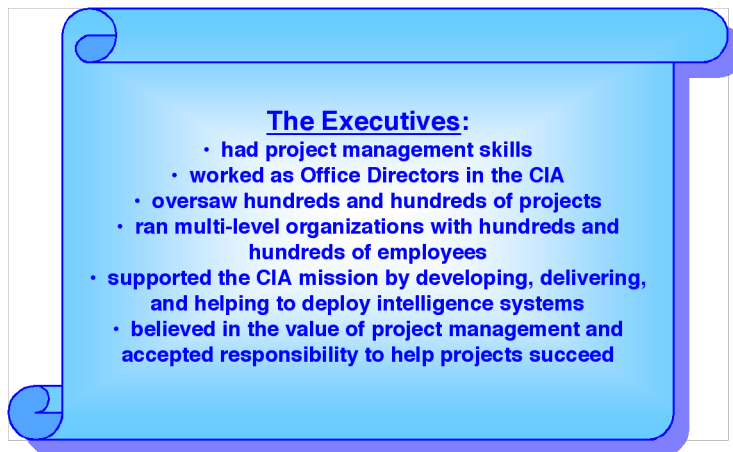 The Executives:
• had project management skills
• worked as Office Directors in the CIA
• oversaw hundreds and hundreds of projects
• ran multi-level organizations with hundreds and
hundreds of employees
• supported the CIA mission by developing, delivering,
and helping to deploy intelligence systems
• believed in the value of project management and
accepted responsibility to help projects succeed